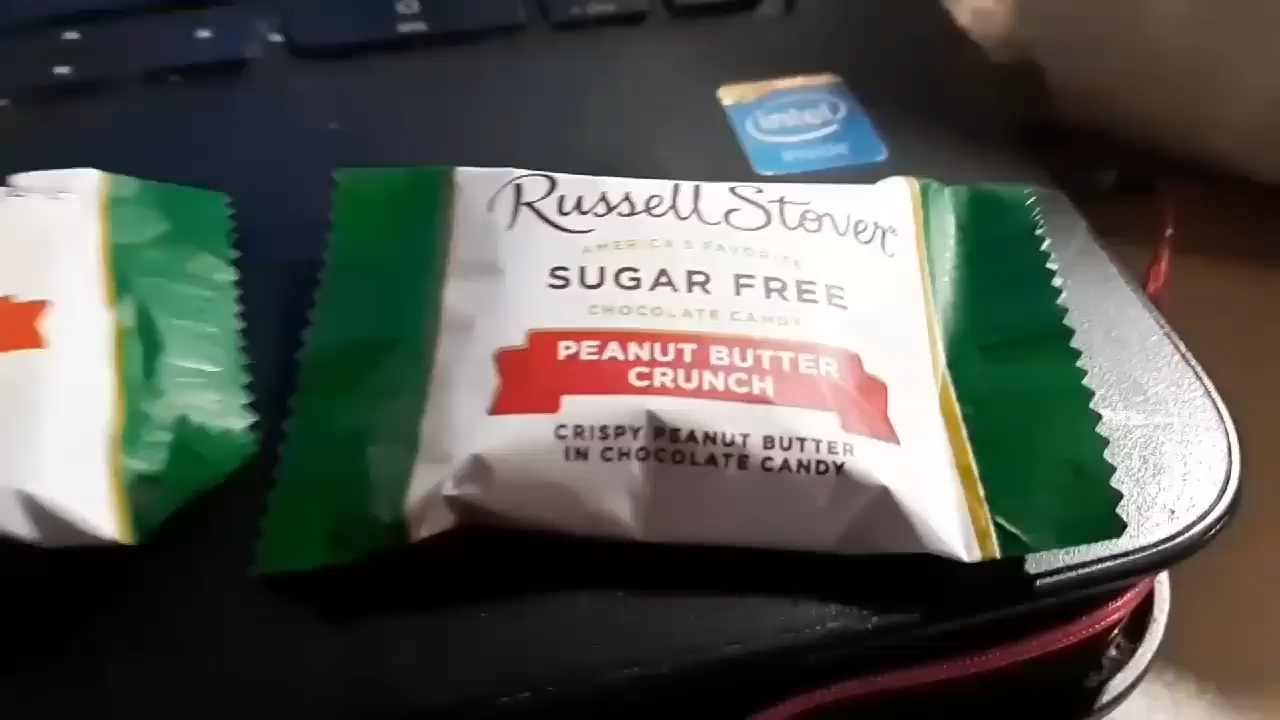 intel
Russell Stover
AMERICA'S FAVORITE
SUGAR FREE
CHOCOLATE CANDY
PEANUT BUTTER
CRUNCH
CRISPY PEANUT BUTTER
IN CHOCOLATE CANDY